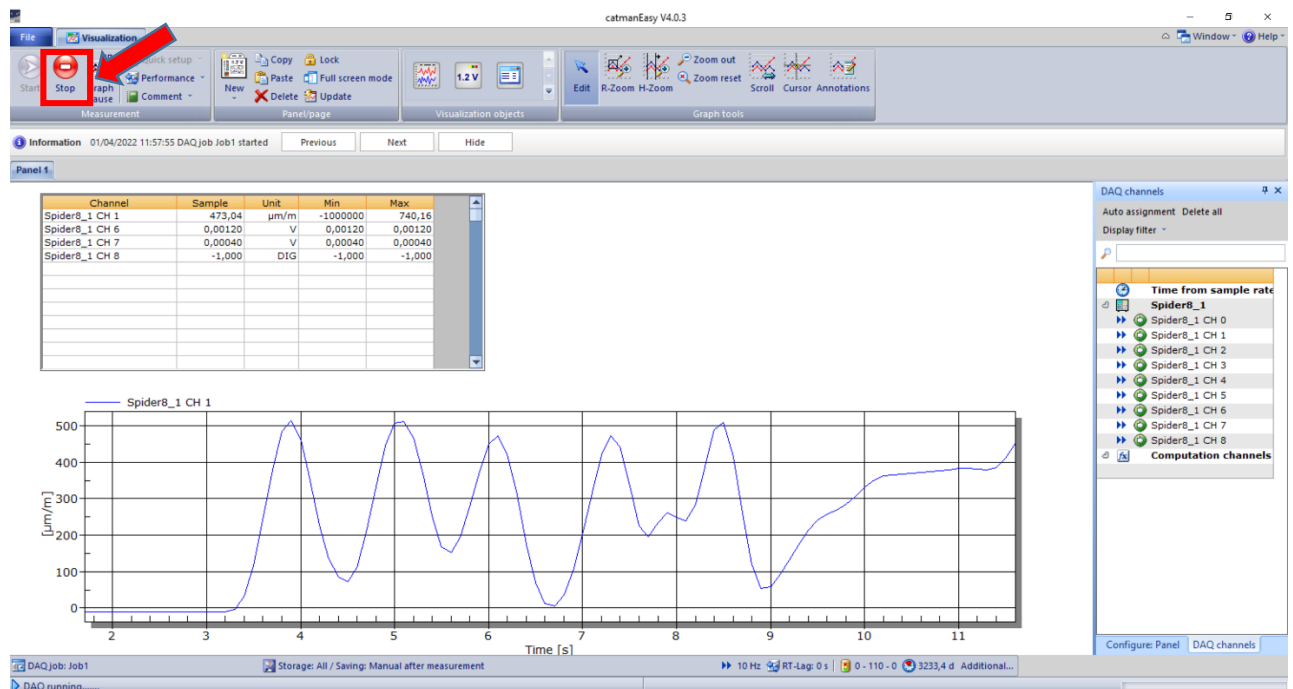 catmanEasy V4.0.3
File Visualization Window Help
Start Stop Graph Quick setup Performance Comment
Measurement
New Copy Paste Delete Lock Full screen mode Update
Panel/page
1.2 V
Visualization objects
Edit R-Zoom H-Zoom Zoom out Zoom reset Scroll Cursor Annotations
Graph tools
Information 01/04/2022 11:57:55 DAQ job Job1 started Previous Next Hide
Panel 1
Channel Sample Unit Min Max
Spider8_1 CH 1 473,04 µm/m -1000000 740,16
Spider8_1 CH 6 0,00120 V 0,00120 0,00120
Spider8_1 CH 7 0,00040 V 0,00040 0,00040
Spider8_1 CH 8 -1,000 DIG -1,000 -1,000
Spider8_1 CH 1
500
400
300
200
100
0
[µm/m]
2 3 4 5 6 7 8 9 10 11
Time [s]
DAQ channels
Auto assignment Delete all
Display filter
Time from sample rate
Spider8_1
Spider8_1 CH 0
Spider8_1 CH 1
Spider8_1 CH 2
Spider8_1 CH 3
Spider8_1 CH 4
Spider8_1 CH 5
Spider8_1 CH 6
Spider8_1 CH 7
Spider8_1 CH 8
Computation channels
Configure: Panel DAQ channels
DAQ job: Job1 Storage: All / Saving: Manual after measurement 10 Hz RT-Lag: 0 s 0 - 110 - 0 3233,4 d Additional...
DAQ running......